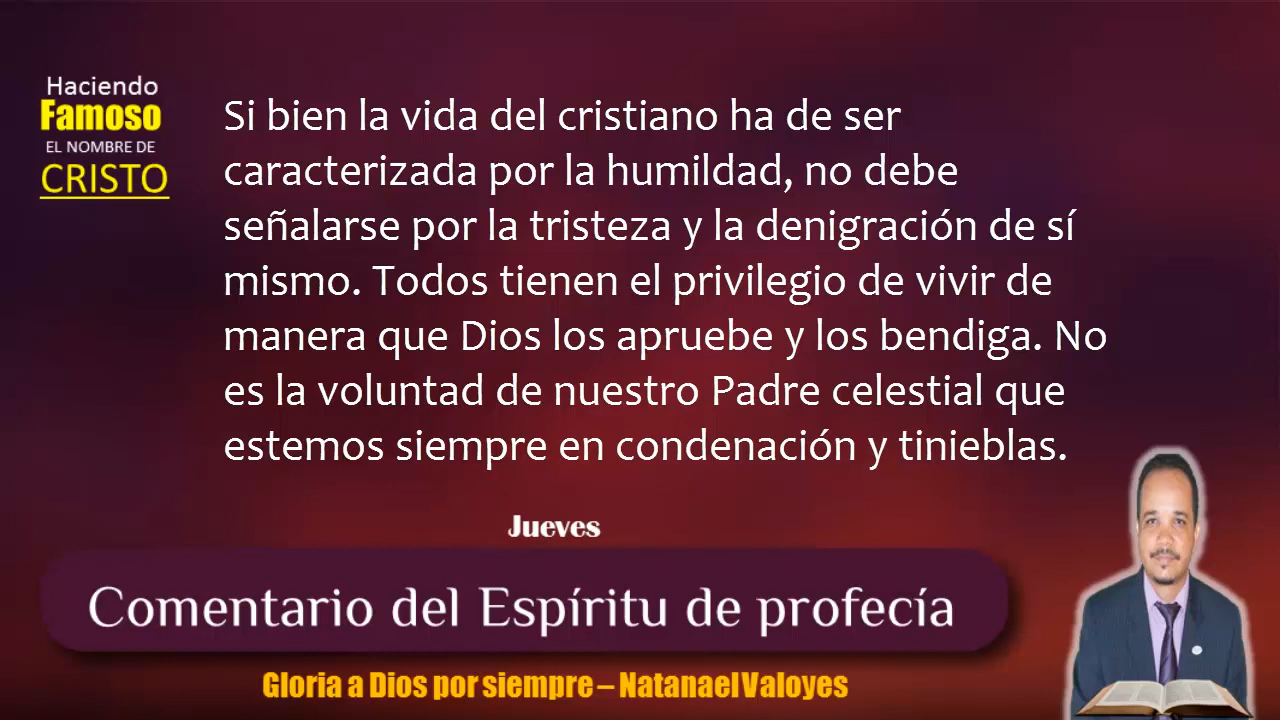 Haciendo
Famoso
EL NOMBRE DE
CRISTO
Si bien la vida del cristiano ha de ser
caracterizada por la humildad, no debe
señalarse por la tristeza y la denigración de sí
mismo. Todos tienen el privilegio de vivir de
manera que Dios los apruebe y los bendiga. No
es la voluntad de nuestro Padre celestial que
estemos siempre en condenación y tinieblas.
Jueves
Comentario del Espíritu de profecía
Gloria a Dios por siempre – Natanael Valoyes